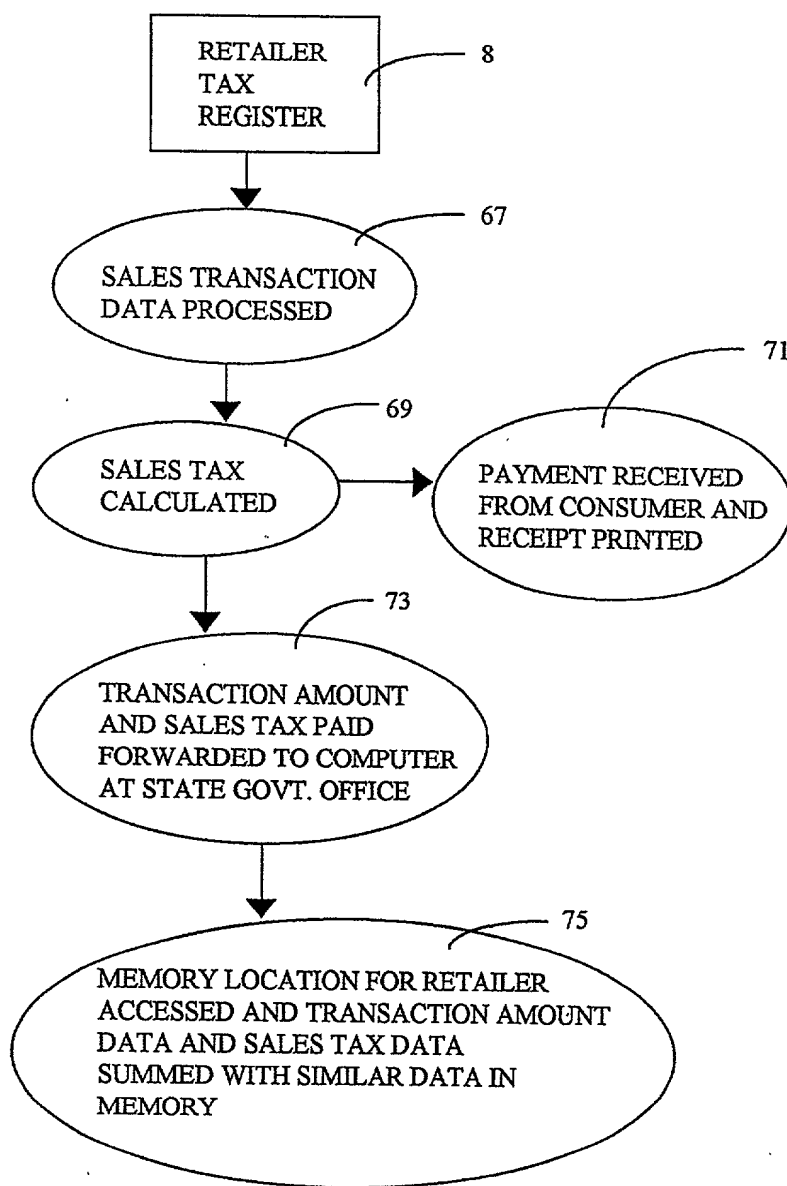 RETAILER
TAX
REGISTER
8
67
SALES TRANSACTION
DATA PROCESSED
69
SALES TAX
CALCULATED
71
PAYMENT RECEIVED
FROM CONSUMER AND
RECEIPT PRINTED
73
TRANSACTION AMOUNT
AND SALES TAX PAID
FORWARDED TO COMPUTER
AT STATE GOVT. OFFICE
75
MEMORY LOCATION FOR RETAILER
ACCESSED AND TRANSACTION AMOUNT
DATA AND SALES TAX DATA
SUMMED WITH SIMILAR DATA IN
MEMORY